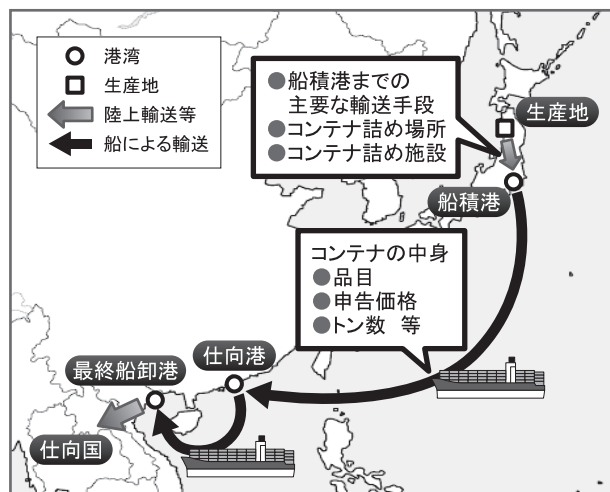 港湾
生産地
陸上輸送等
船による輸送
●船積港までの
主要な輸送手段
●コンテナ詰め場所
●コンテナ詰め施設
生産地
船積港
コンテナの中身
●品目
●申告価格
●トン数 等
仕向港
最終船卸港
仕向国